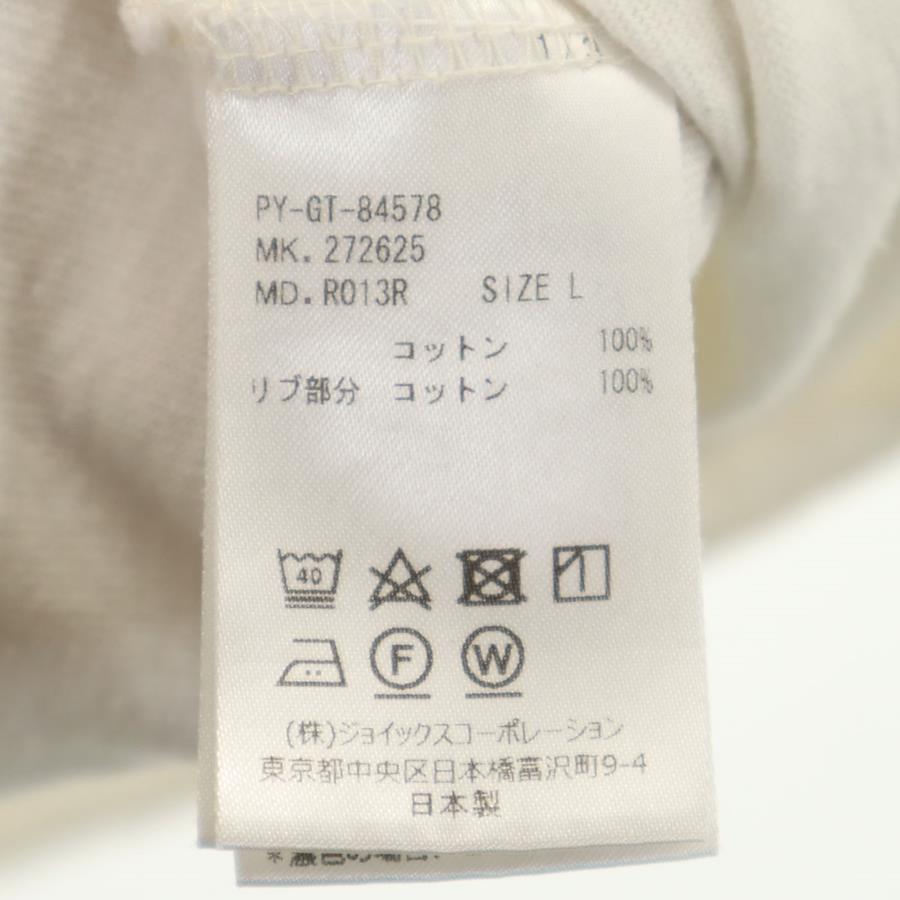 PY-GT-84578
MK. 272625
MD. R013R SIZE L
コットン 100%
リブ部分 コットン 100%
40
F W
(株)ジョイックスコーポレーション
東京都中央区日本橋富沢町9-4
日本製